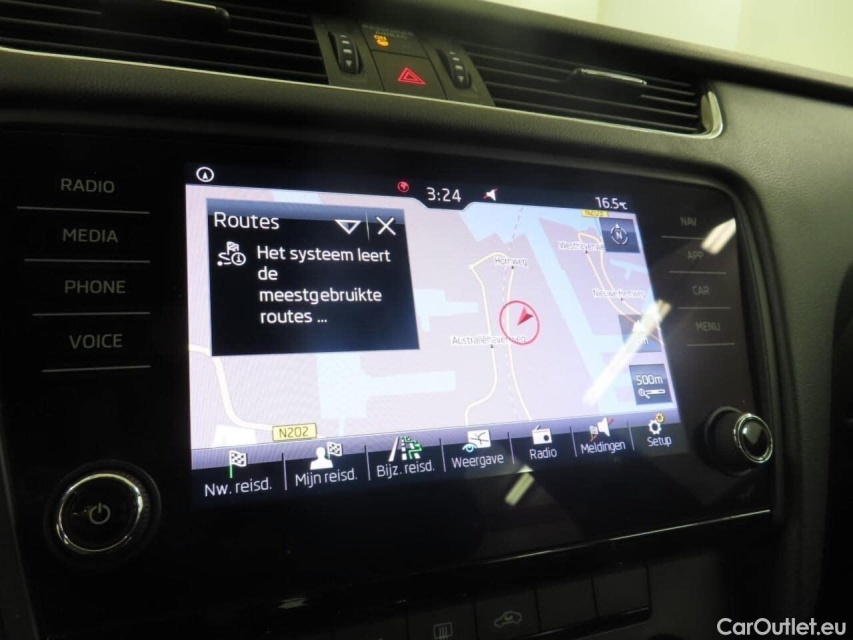 RADIO
MEDIA
PHONE
VOICE
3:24
16.5°C
NAV
APP
CAR
MENU
Routes
Het systeem leert
de
meestgebruikte
routes ...
Hornweg
N
500m
N202
Nw. reisd.
Mijn reisd.
Bijz. reisd.
Weergave
Radio
Meldingen
Setup
CarOutlet.eu